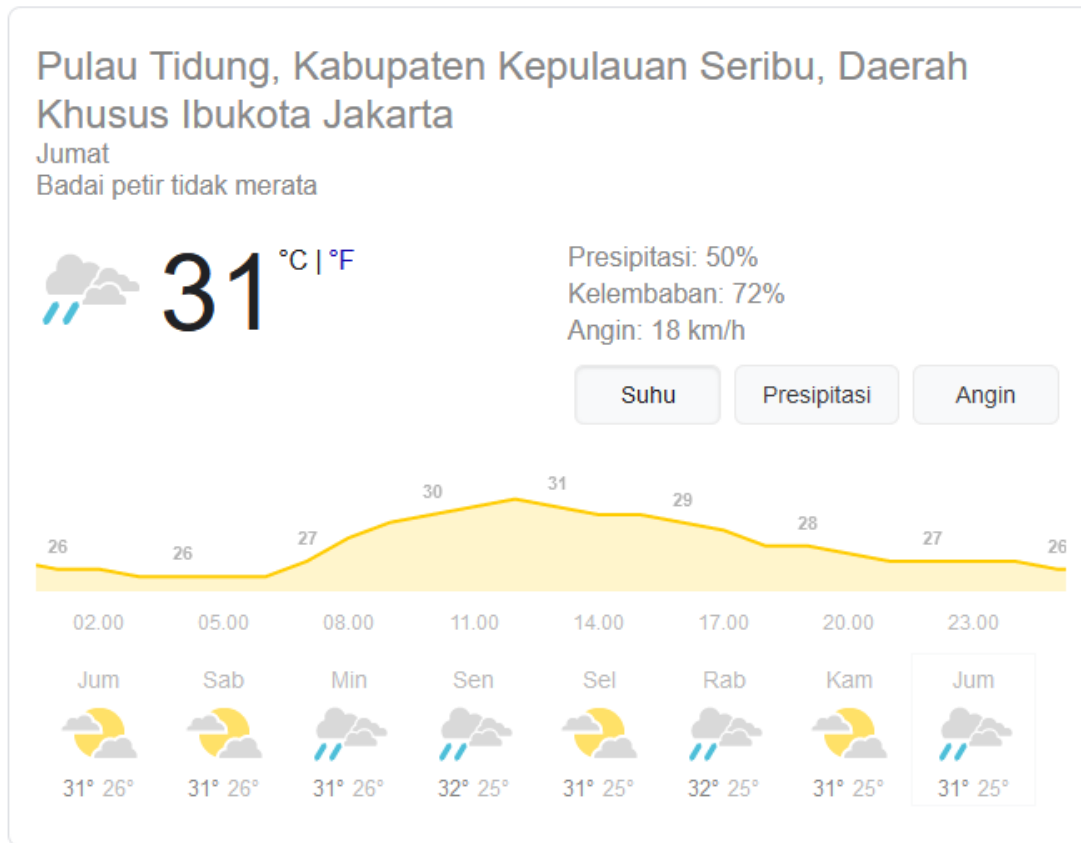 Pulau Tidung, Kabupaten Kepulauan Seribu, Daerah
Khusus Ibukota Jakarta
Jumat
Badai petir tidak merata
31 °C | °F
Presipitasi: 50%
Kelembaban: 72%
Angin: 18 km/h
Suhu Presipitasi Angin
26 26 27 30 31 29 28 27 26
02.00 05.00 08.00 11.00 14.00 17.00 20.00 23.00
Jum Sab Min Sen Sel Rab Kam Jum
31° 26° 31° 26° 31° 26° 32° 25° 31° 25° 32° 25° 31° 25° 31° 25°